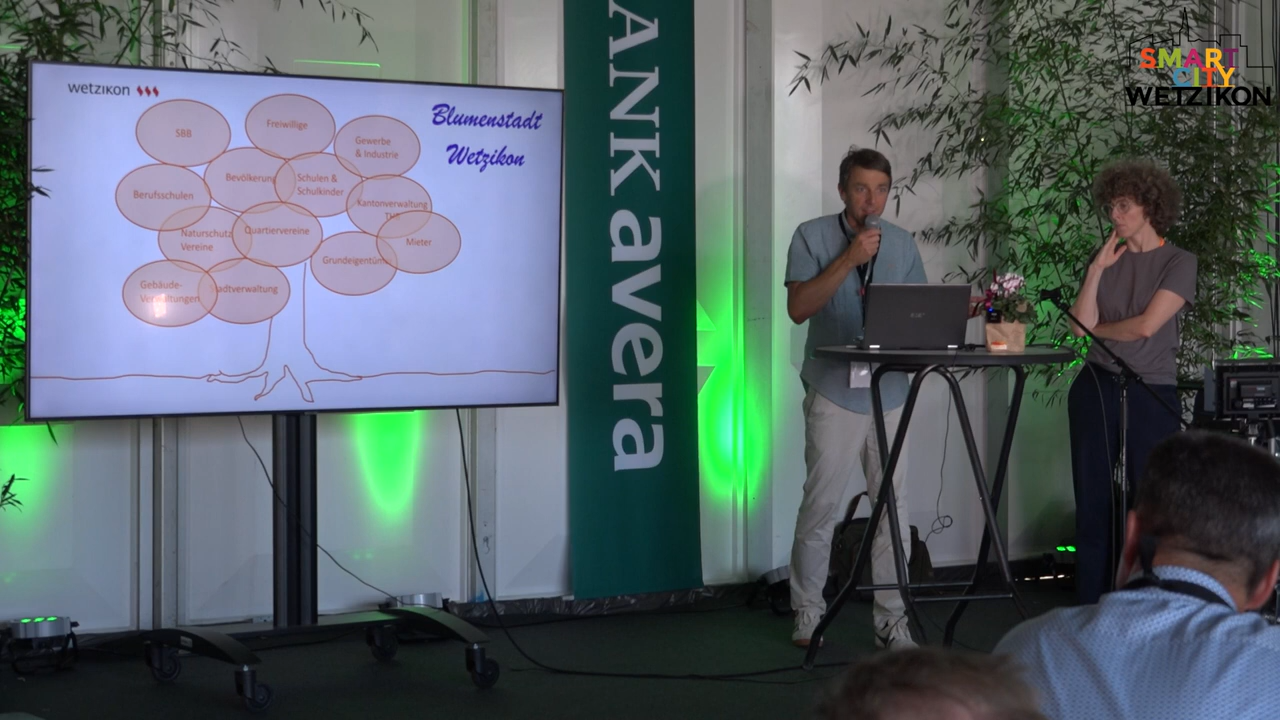 wetzikon
Blumenstadt
Wetzikon
SBB
Freiwillige
Gewerbe
& Industrie
Berufsschulen
Bevölkerung
Schulen &
Schulkinder
Kantonverwaltung
Naturschutz
Vereine
Quartiervereine
Mieter
Grundeigentüm
Gebäude-
Verwaltungen
adtverwaltung
ANK avera
SMART
CITY
WETZIKON